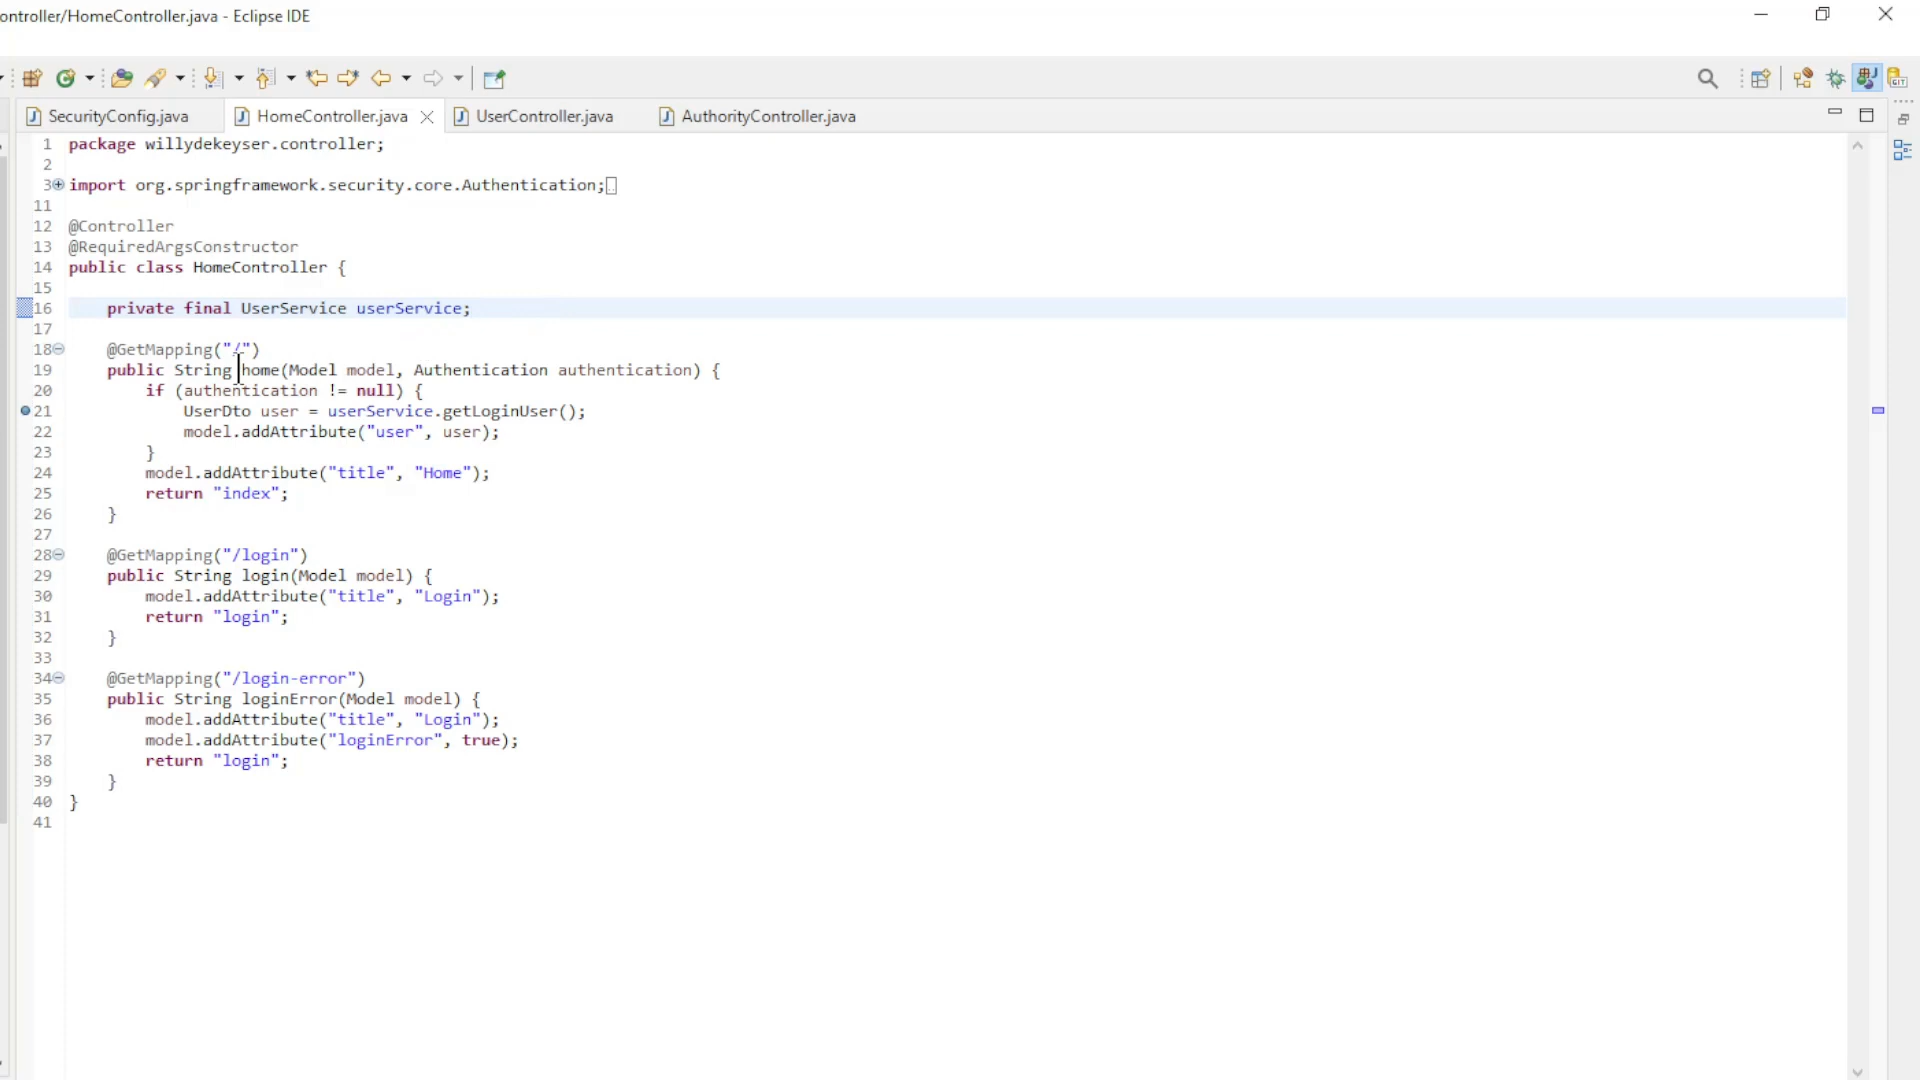 ontroller/HomeController.java - Eclipse IDE
SecurityConfig.java HomeController.java UserController.java AuthorityController.java
1 package willydekeyser.controller;
2
3 import org.springframework.security.core.Authentication;
11
12 @Controller
13 @RequiredArgsConstructor
14 public class HomeController {
15
16 private final UserService userService;
17
18 @GetMapping("/")
19 public String home(Model model, Authentication authentication) {
20 if (authentication != null) {
21 UserDto user = userService.getLoginUser();
22 model.addAttribute("user", user);
23 }
24 model.addAttribute("title", "Home");
25 return "index";
26 }
27
28 @GetMapping("/login")
29 public String login(Model model) {
30 model.addAttribute("title", "Login");
31 return "login";
32 }
33
34 @GetMapping("/login-error")
35 public String loginError(Model model) {
36 model.addAttribute("title", "Login");
37 model.addAttribute("loginError", true);
38 return "login";
39 }
40 }
41